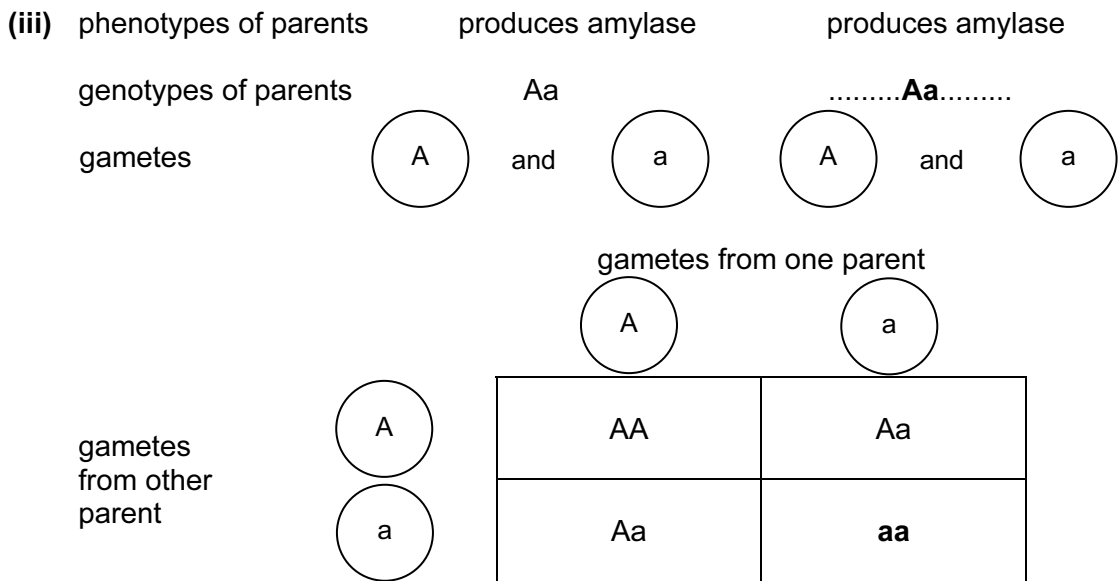 (iii) phenotypes of parents produces amylase produces amylase
genotypes of parents Aa .........Aa.........
gametes A and a A and a
gametes from one parent
A a
A AA Aa
gametes
from other
parent
a Aa aa